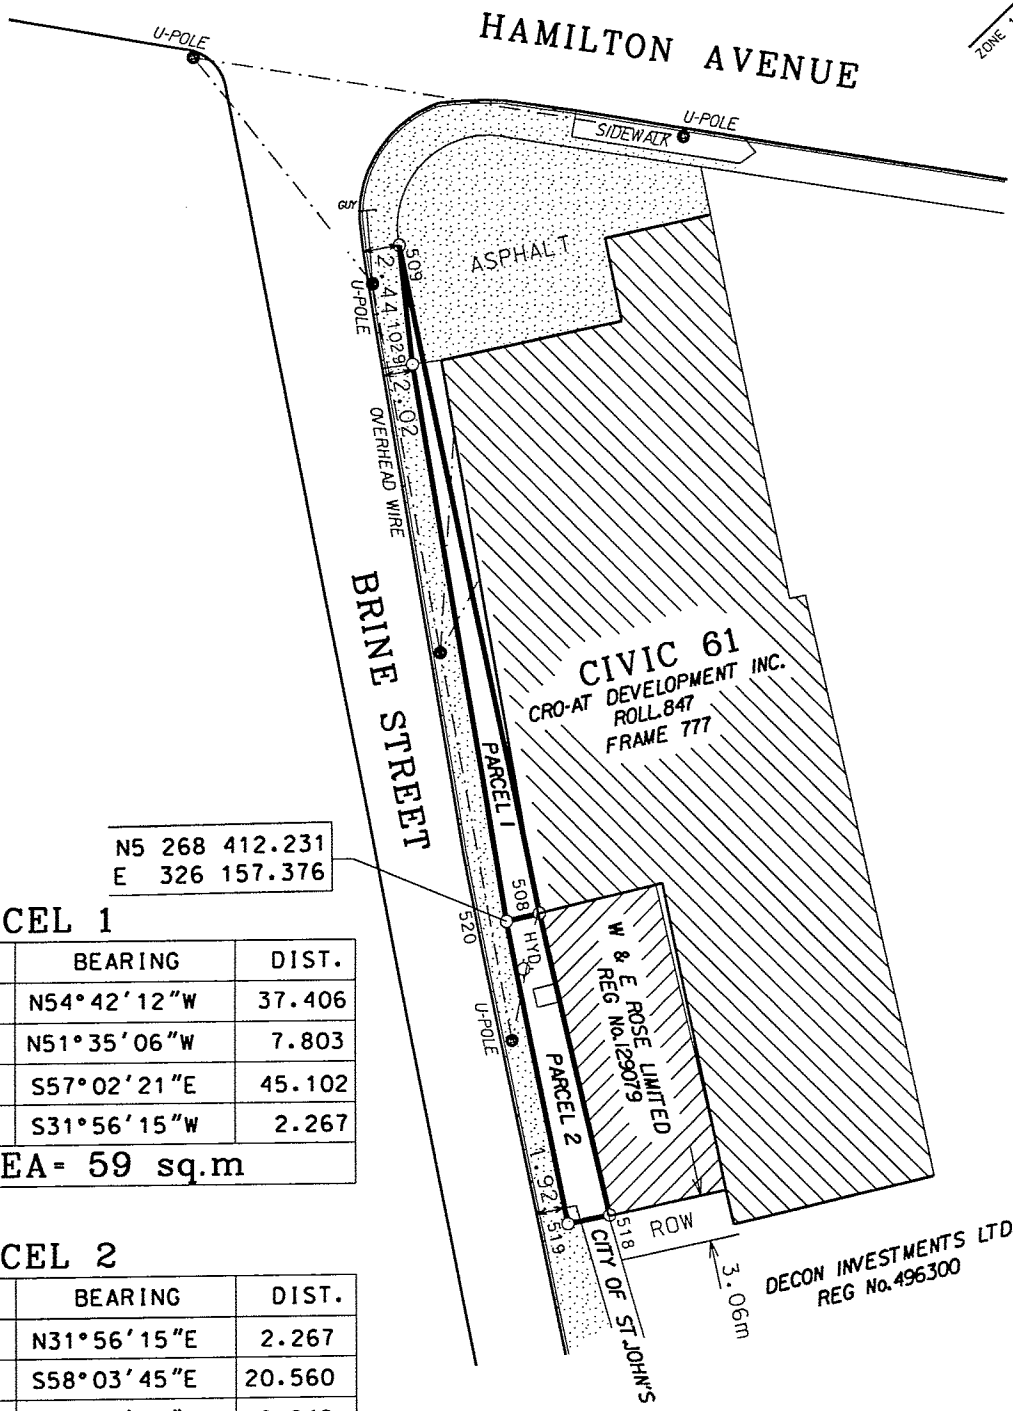 HAMILTON AVENUE
ZONE 1
U-POLE
U-POLE
SIDEWALK
GUY
ASPHALT
509
2.44
U-POLE
1029
2.02
OVERHEAD WIRE
BRINE STREET
CIVIC 61
CRO-AT DEVELOPMENT INC.
ROLL.847
FRAME 777
PARCEL 1
N5 268 412.231
E 326 157.376
508
520
HYD.
U-POLE
W & E ROSE LIMITED
REG No.129079
PARCEL 2
1.92
519
518
ROW
CITY OF ST.JOHN'S
3.06m
DECON INVESTMENTS LTD
REG No.496300
CEL 1
BEARING DIST.
N54°42'12"W 37.406
N51°35'06"W 7.803
S57°02'21"E 45.102
S31°56'15"W 2.267
EA= 59 sq.m
CEL 2
BEARING DIST.
N31°56'15"E 2.267
S58°03'45"E 20.560